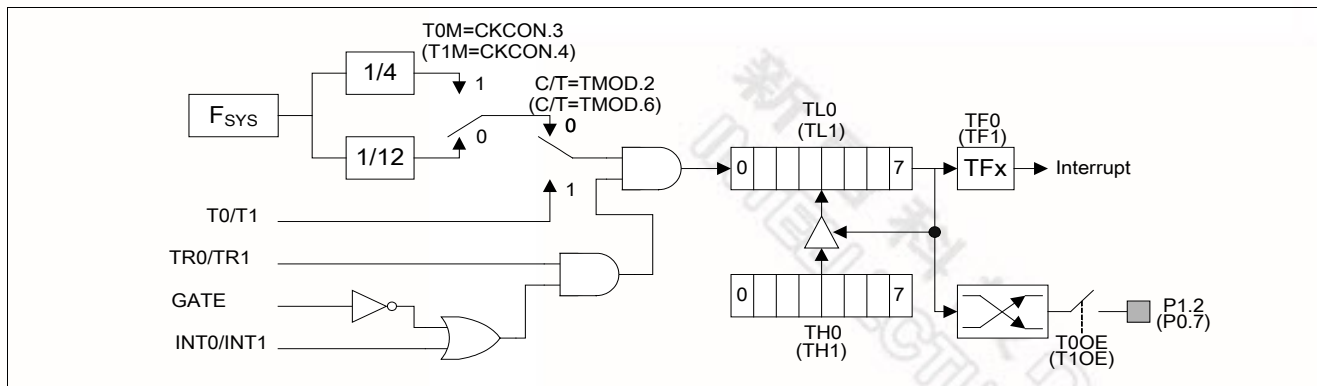 T0M=CKCON.3
(T1M=CKCON.4)
1/4
1
C/T=TMOD.2
(C/T=TMOD.6)
FSYS
0
0
1/12
1
T0/T1
TR0/TR1
GATE
INT0/INT1
TL0
(TL1)
0
7
TF0
(TF1)
TFx
Interrupt
0
7
TH0
(TH1)
P1.2
(P0.7)
T0OE
(T1OE)